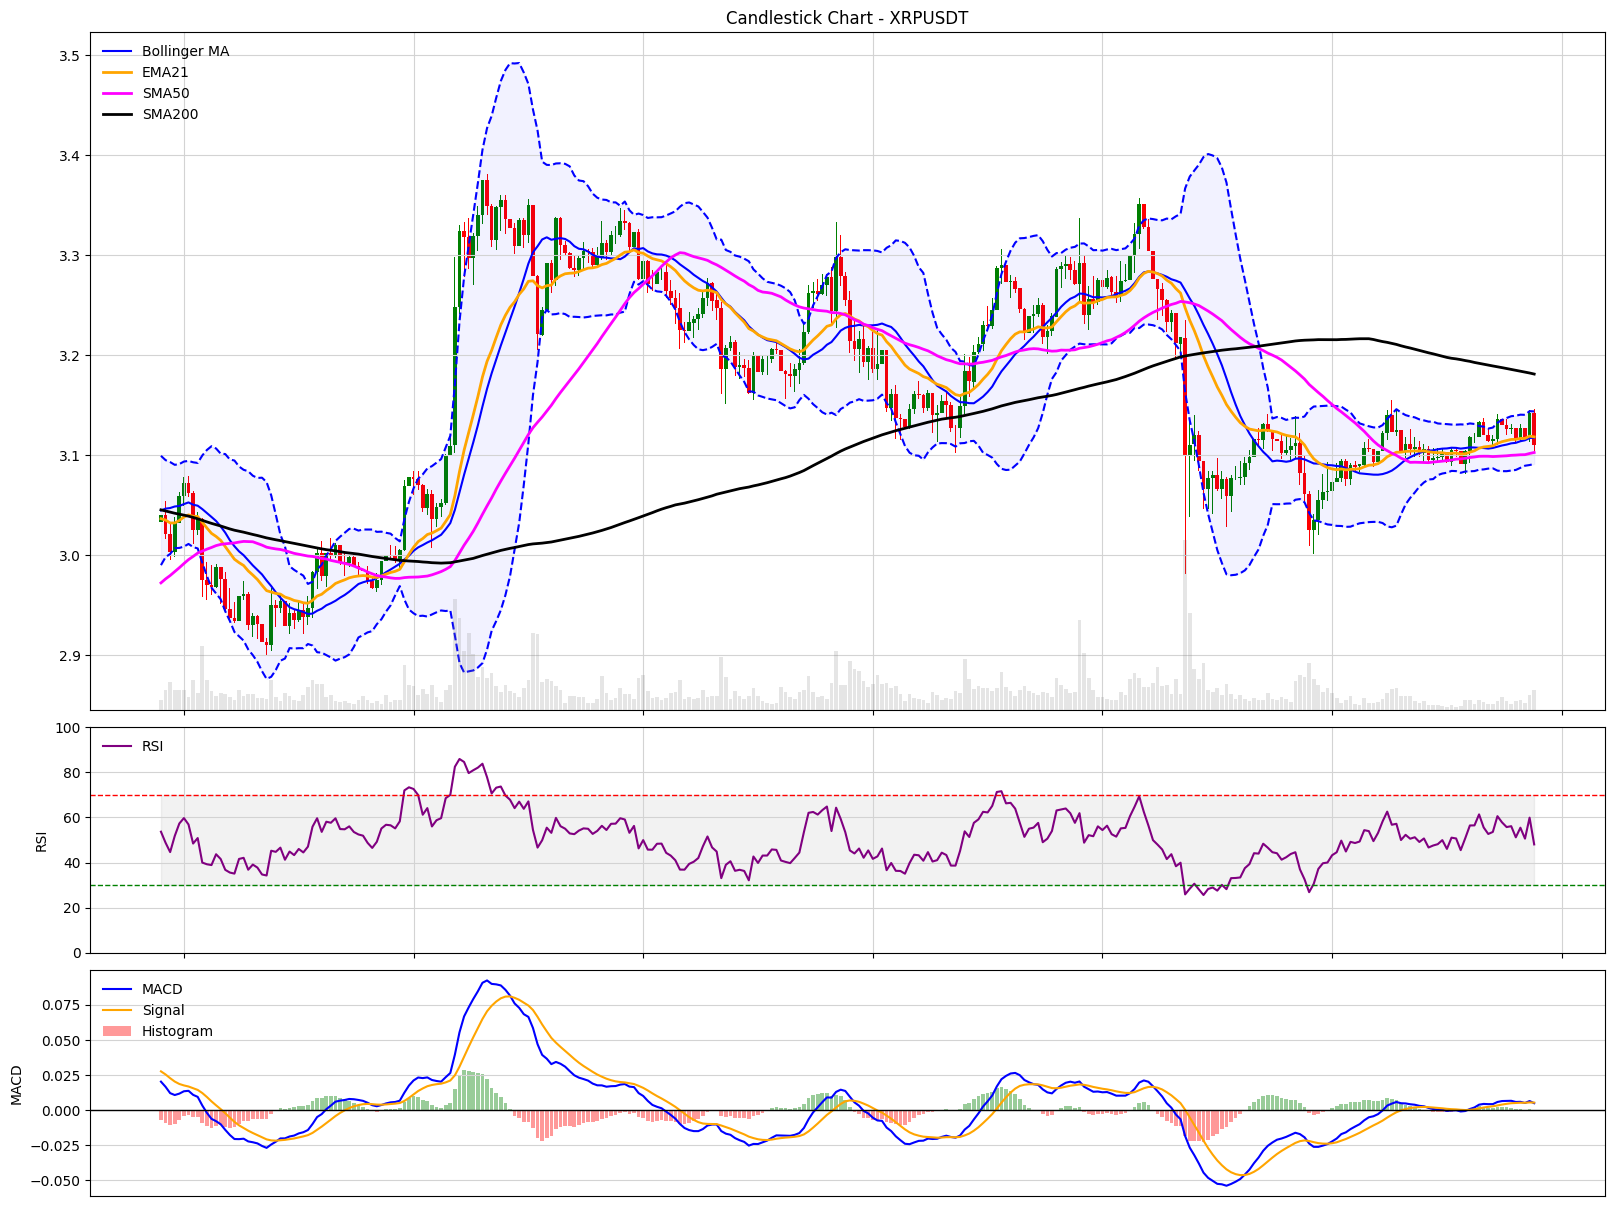 Candlestick Chart - XRPUSDT
Bollinger MA
EMA21
SMA50
SMA200
3.5
3.4
3.3
3.2
3.1
3.0
2.9
RSI
100
80
60
40
20
0
RSI
MACD
Signal
Histogram
0.075
0.050
0.025
0.000
−0.025
−0.050
MACD